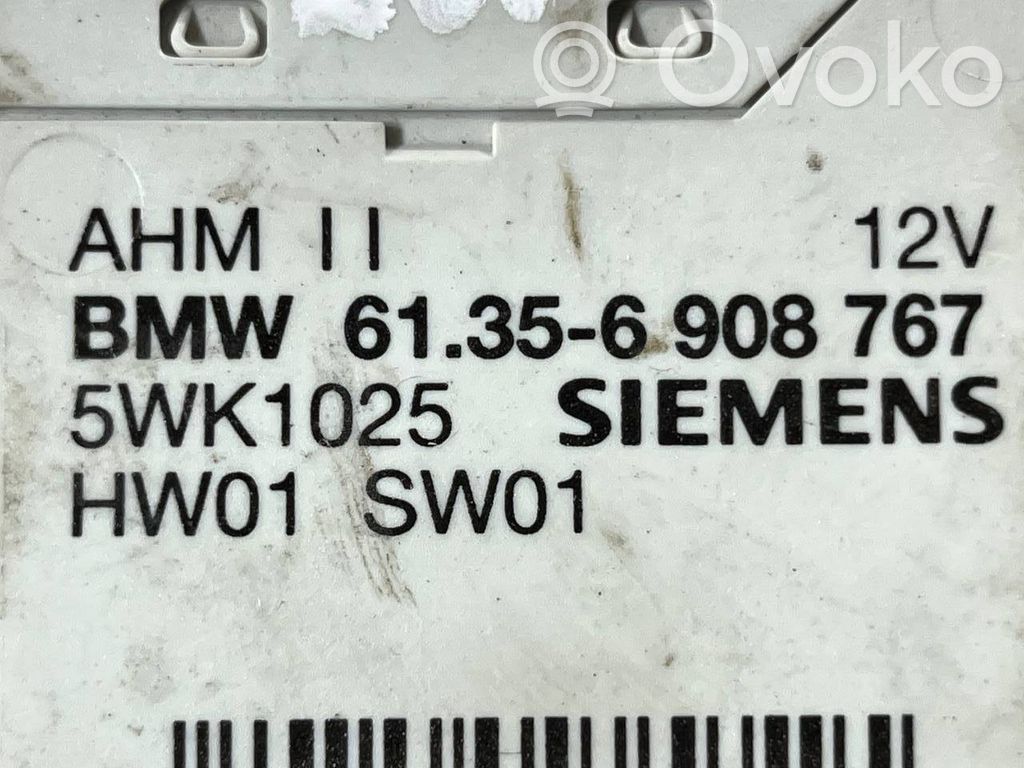 Ovoko
AHM II 12V
BMW 61.35-6 908 767
5WK1025 SIEMENS
HW01 SW01